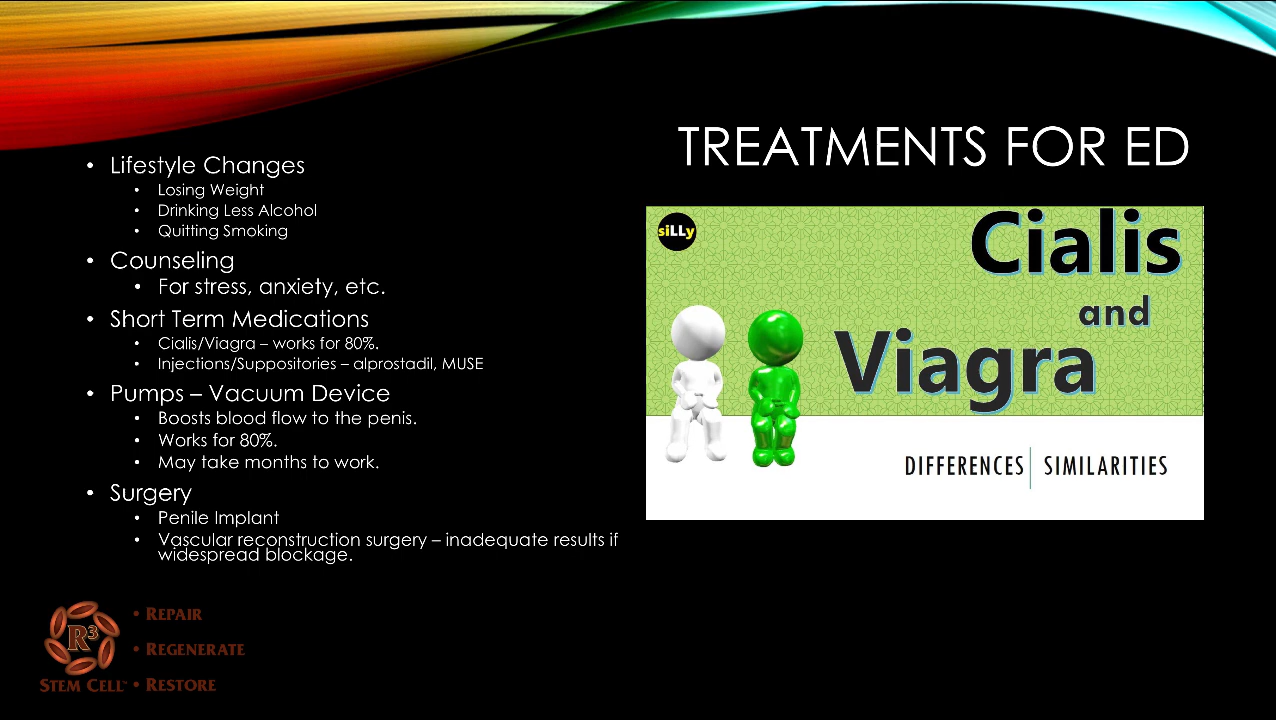 TREATMENTS FOR ED
• Lifestyle Changes
• Losing Weight
• Drinking Less Alcohol
• Quitting Smoking
• Counseling
• For stress, anxiety, etc.
• Short Term Medications
• Cialis/Viagra – works for 80%.
• Injections/Suppositories – alprostadil, MUSE
• Pumps – Vacuum Device
• Boosts blood flow to the penis.
• Works for 80%.
• May take months to work.
• Surgery
• Penile Implant
• Vascular reconstruction surgery – inadequate results if
widespread blockage.
siLLy
Cialis
and
Viagra
DIFFERENCES SIMILARITIES
R3
STEM CELL™
• REPAIR
• REGENERATE
• RESTORE